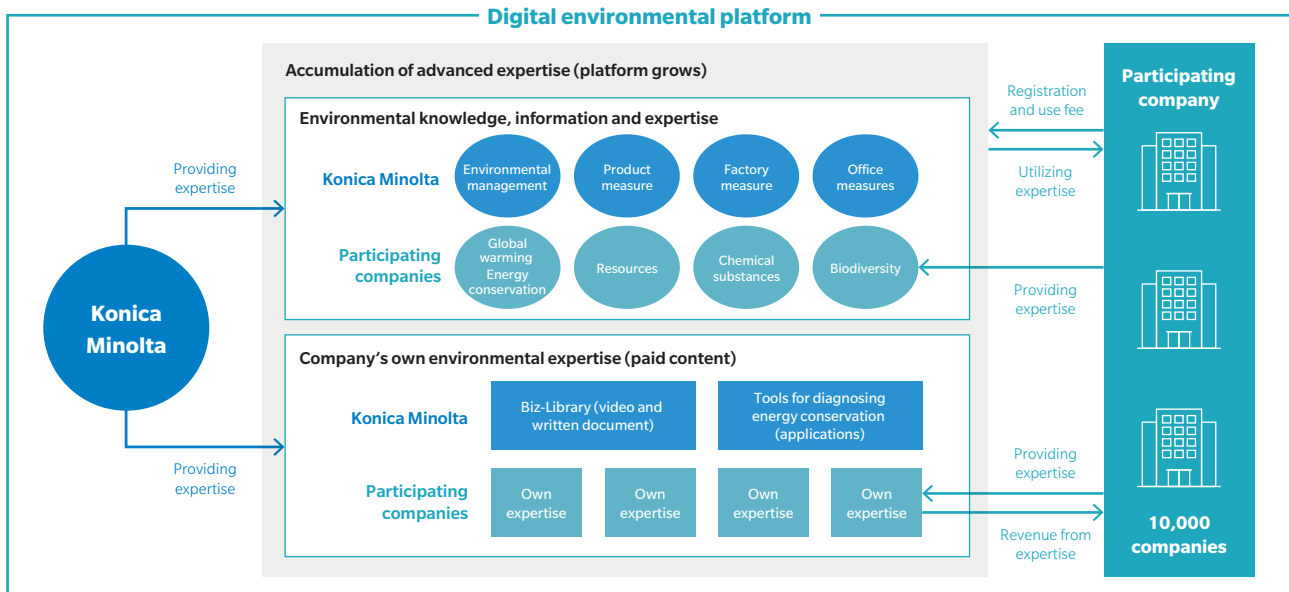 Digital environmental platform
Accumulation of advanced expertise (platform grows)
Environmental knowledge, information and expertise
Konica Minolta
Environmental
management
Product
measure
Factory
measure
Office
measures
Participating
companies
Global
warming
Energy
conservation
Resources
Chemical
substances
Biodiversity
Providing
expertise
Konica
Minolta
Providing
expertise
Company's own environmental expertise (paid content)
Konica Minolta
Biz-Library (video and
written document)
Tools for diagnosing
energy conservation
(applications)
Participating
companies
Own
expertise
Own
expertise
Own
expertise
Own
expertise
Registration
and use fee
Utilizing
expertise
Providing
expertise
Providing
expertise
Revenue from
expertise
Participating
company
10,000
companies